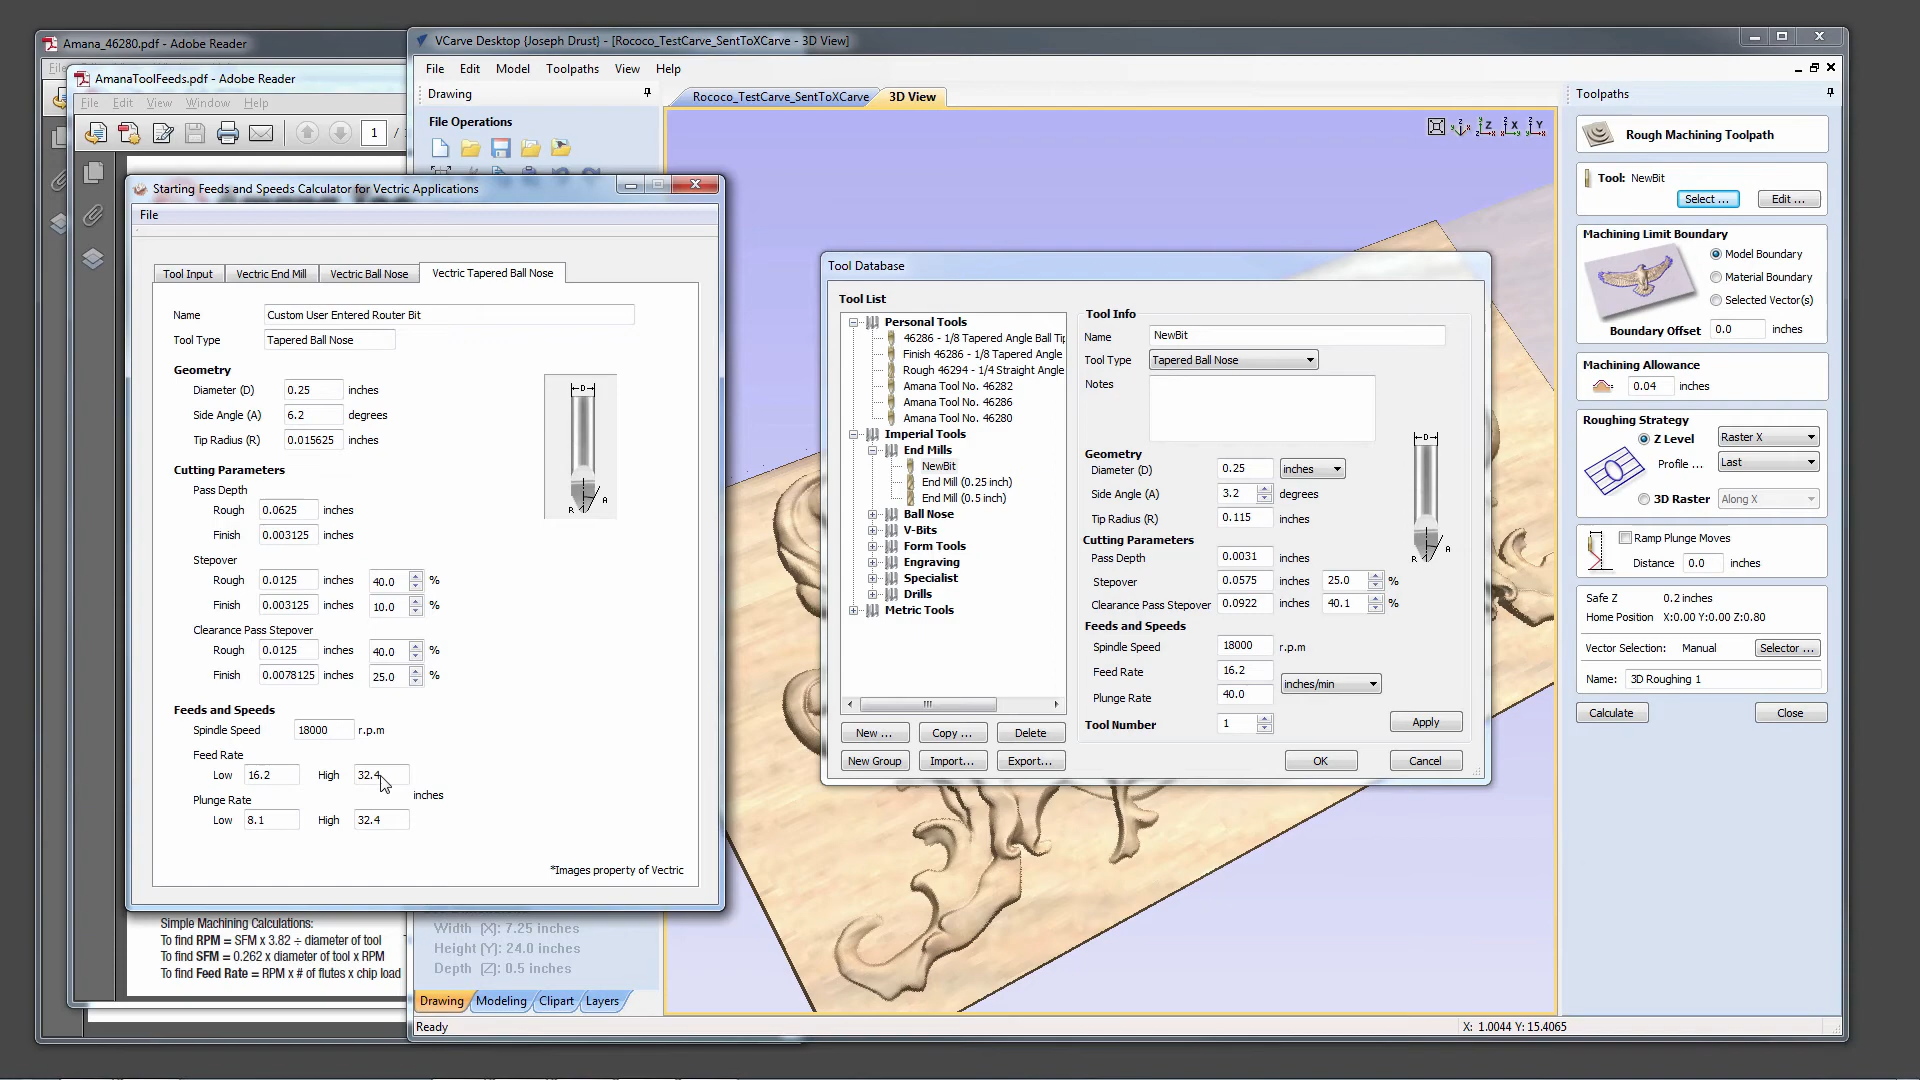 Amana_46280.pdf - Adobe Reader
AmanaToolFeeds.pdf - Adobe Reader
File Edit View Window Help
1 /
VCarve Desktop {Joseph Drust} - [Rococo_TestCarve_SentToXCarve - 3D View]
File Edit Model Toolpaths View Help
Drawing
File Operations
Rococo_TestCarve_SentToXCarve
3D View
Starting Feeds and Speeds Calculator for Vectric Applications
File
Tool Input
Vectric End Mill
Vectric Ball Nose
Vectric Tapered Ball Nose
Name Custom User Entered Router Bit
Tool Type Tapered Ball Nose
Geometry
Diameter (D) 0.25 inches
Side Angle (A) 6.2 degrees
Tip Radius (R) 0.015625 inches
D
A
R
Cutting Parameters
Pass Depth
Rough 0.0625 inches
Finish 0.003125 inches
Stepover
Rough 0.0125 inches 40.0 %
Finish 0.003125 inches 10.0 %
Clearance Pass Stepover
Rough 0.0125 inches 40.0 %
Finish 0.0078125 inches 25.0 %
Feeds and Speeds
Spindle Speed 18000 r.p.m
Feed Rate
Low 16.2 High 32.4
inches
Plunge Rate
Low 8.1 High 32.4
*Images property of Vectric
Simple Machining Calculations:
To find RPM = SFM x 3.82 ÷ diameter of tool
To find SFM = 0.262 x diameter of tool x RPM
To find Feed Rate = RPM x # of flutes x chip load
Width (X): 7.25 inches
Height (Y): 24.0 inches
Depth (Z): 0.5 inches
Drawing Modeling Clipart Layers
Ready
X: 1.0044 Y: 15.4065
Tool Database
Tool List
Personal Tools
46286 - 1/8 Tapered Angle Ball Tip
Finish 46286 - 1/8 Tapered Angle
Rough 46294 - 1/4 Straight Angle
Amana Tool No. 46282
Amana Tool No. 46286
Amana Tool No. 46280
Imperial Tools
End Mills
NewBit
End Mill (0.25 inch)
End Mill (0.5 inch)
Ball Nose
V-Bits
Form Tools
Engraving
Specialist
Drills
Metric Tools
New ... Copy ... Delete
New Group Import... Export...
Tool Info
Name NewBit
Tool Type Tapered Ball Nose
Notes
Geometry
Diameter (D) 0.25 inches
Side Angle (A) 3.2 degrees
Tip Radius (R) 0.115 inches
D
A
R
Cutting Parameters
Pass Depth 0.0031 inches
Stepover 0.0575 inches 25.0 %
Clearance Pass Stepover 0.0922 inches 40.1 %
Feeds and Speeds
Spindle Speed 18000 r.p.m
Feed Rate 16.2
inches/min
Plunge Rate 40.0
Tool Number 1
Apply
OK Cancel
Toolpaths
Rough Machining Toolpath
Tool: NewBit
Select ... Edit ...
Machining Limit Boundary
Model Boundary
Material Boundary
Selected Vector(s)
Boundary Offset 0.0 inches
Machining Allowance
0.04 inches
Roughing Strategy
Z Level Raster X
Profile ... Last
3D Raster Along X
Ramp Plunge Moves
Distance 0.0 inches
Safe Z 0.2 inches
Home Position X:0.00 Y:0.00 Z:0.80
Vector Selection: Manual Selector ...
Name: 3D Roughing 1
Calculate Close